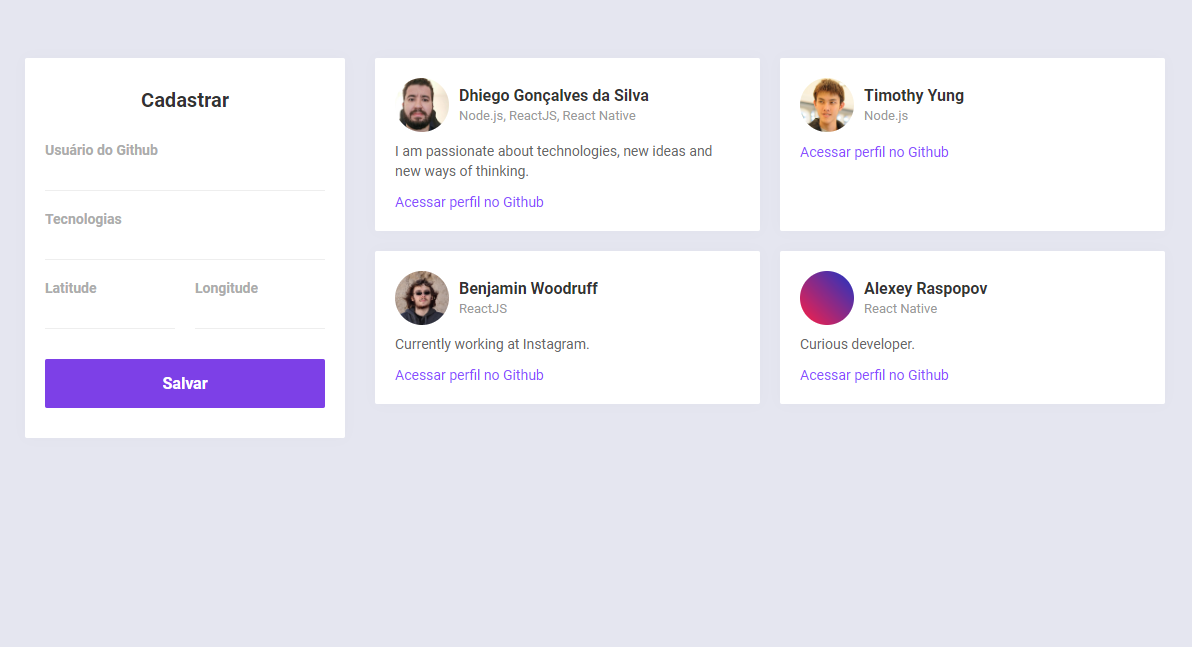 Cadastrar
Usuário do Github
Tecnologias
Latitude
Longitude
Salvar
Dhiego Gonçalves da Silva
Node.js, ReactJS, React Native
I am passionate about technologies, new ideas and
new ways of thinking.
Acessar perfil no Github
Timothy Yung
Node.js
Acessar perfil no Github
Benjamin Woodruff
ReactJS
Currently working at Instagram.
Acessar perfil no Github
Alexey Raspopov
React Native
Curious developer.
Acessar perfil no Github